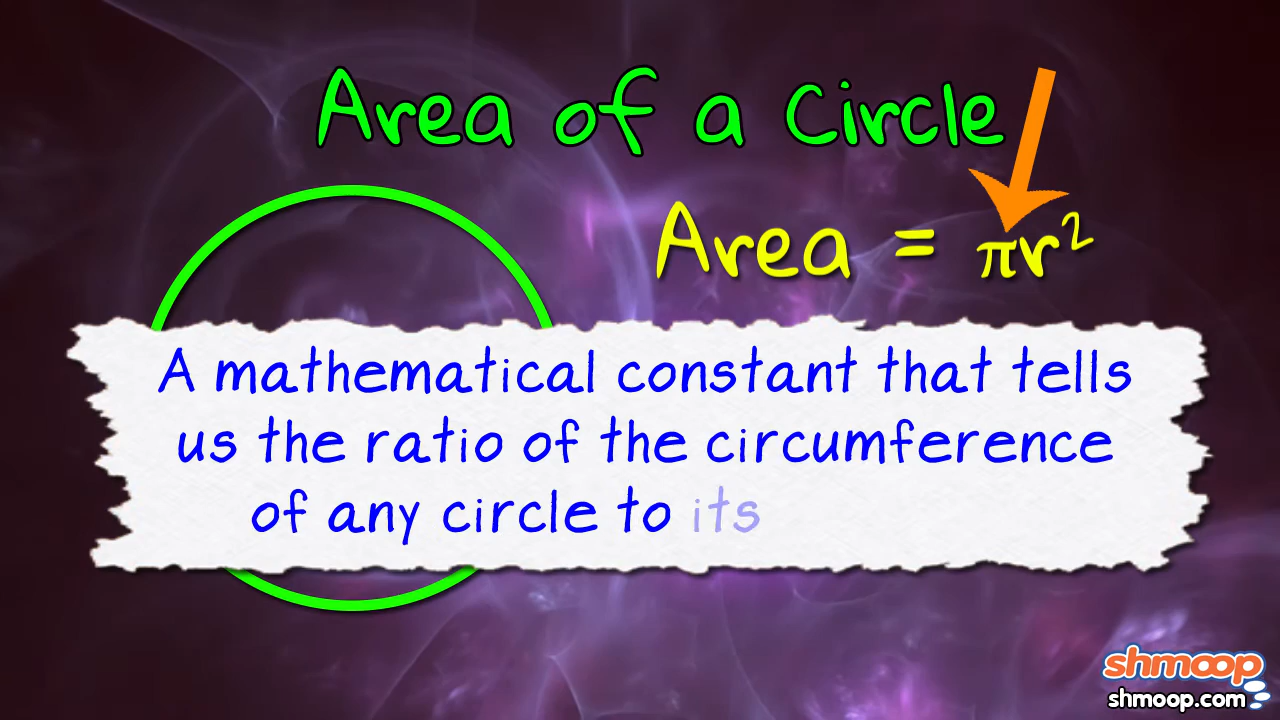 Area of a Circle
Area = πr²
A mathematical constant that tells
us the ratio of the circumference
of any circle to its
shmoop
shmoop.com